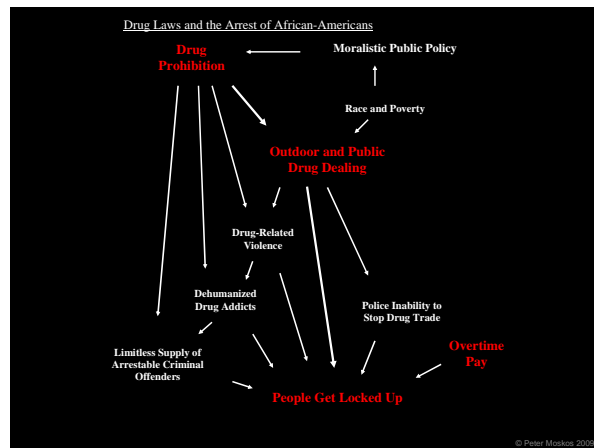 Drug Laws and the Arrest of African-Americans
Drug
Prohibition
Moralistic Public Policy
Race and Poverty
Outdoor and Public
Drug Dealing
Drug-Related
Violence
Dehumanized
Drug Addicts
Police Inability to
Stop Drug Trade
Limitless Supply of
Arrestable Criminal
Offenders
Overtime
Pay
People Get Locked Up
© Peter Moskos 2009